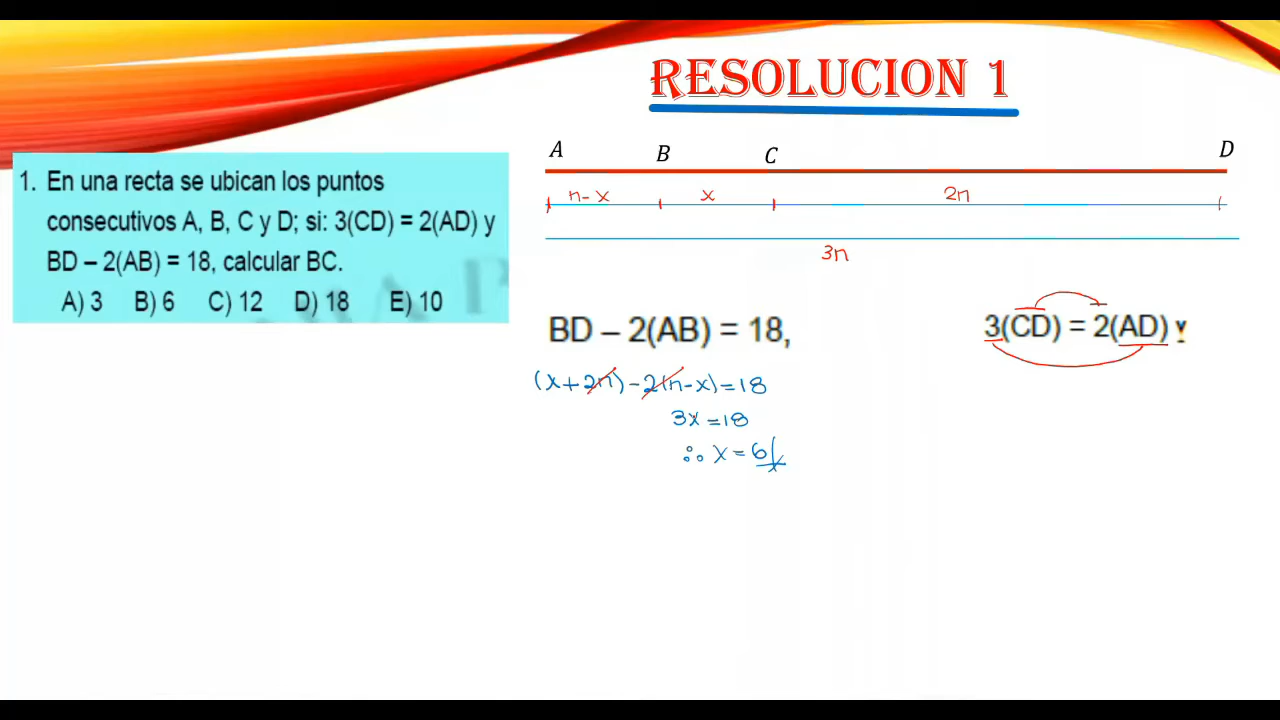 RESOLUCION 1
1. En una recta se ubican los puntos
consecutivos A, B, C y D; si: 3(CD) = 2(AD) y
BD – 2(AB) = 18, calcular BC.
A) 3 B) 6 C) 12 D) 18 E) 10
A B C D
n-x x 2n
3n
BD – 2(AB) = 18,
3(CD) = 2(AD) y
(x+2n)-2(n-x)=18
3x=18
∴ x=6